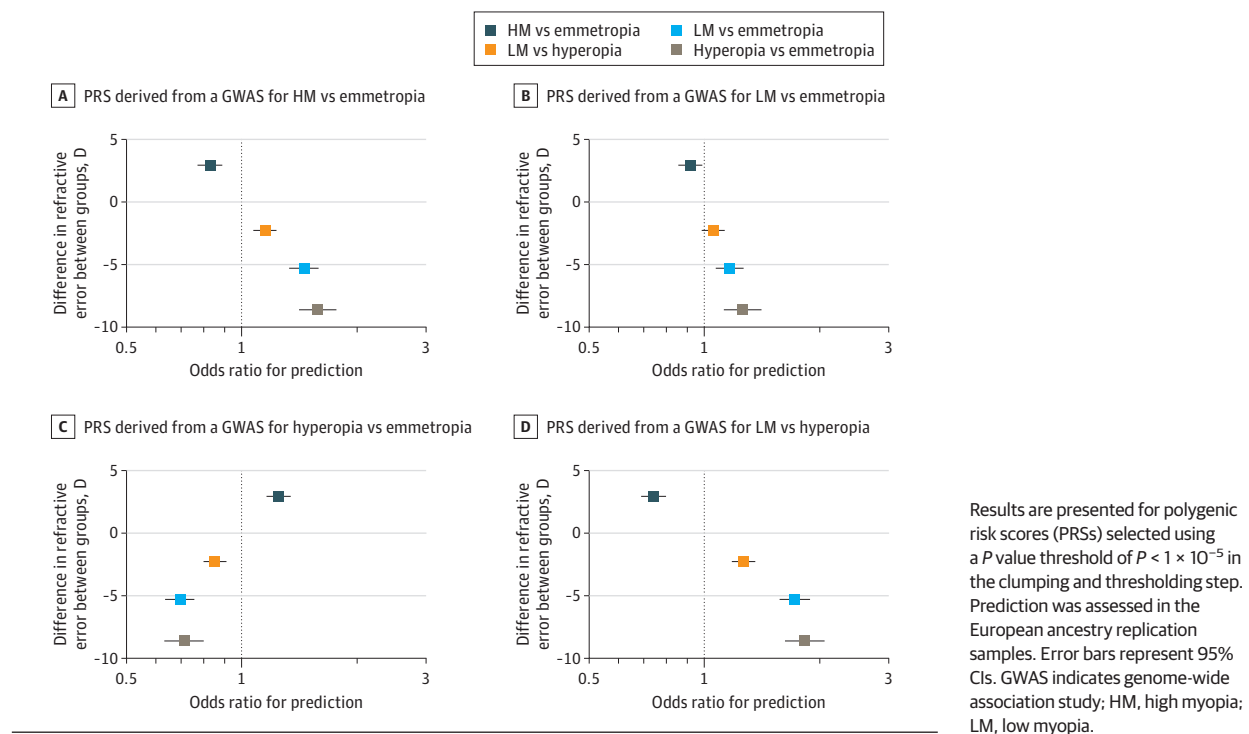 HM vs emmetropia LM vs emmetropia
LM vs hyperopia Hyperopia vs emmetropia
A PRS derived from a GWAS for HM vs emmetropia
5
0
-5
-10
Difference in refractive
error between groups, D
0.5 1 3
Odds ratio for prediction
B PRS derived from a GWAS for LM vs emmetropia
5
0
-5
-10
Difference in refractive
error between groups, D
0.5 1 3
Odds ratio for prediction
C PRS derived from a GWAS for hyperopia vs emmetropia
5
0
-5
-10
Difference in refractive
error between groups, D
0.5 1 3
Odds ratio for prediction
D PRS derived from a GWAS for LM vs hyperopia
5
0
-5
-10
Difference in refractive
error between groups, D
0.5 1 3
Odds ratio for prediction
Results are presented for polygenic
risk scores (PRSs) selected using
a P value threshold of P < 1 × 10⁻⁵ in
the clumping and thresholding step.
Prediction was assessed in the
European ancestry replication
samples. Error bars represent 95%
CIs. GWAS indicates genome-wide
association study; HM, high myopia;
LM, low myopia.